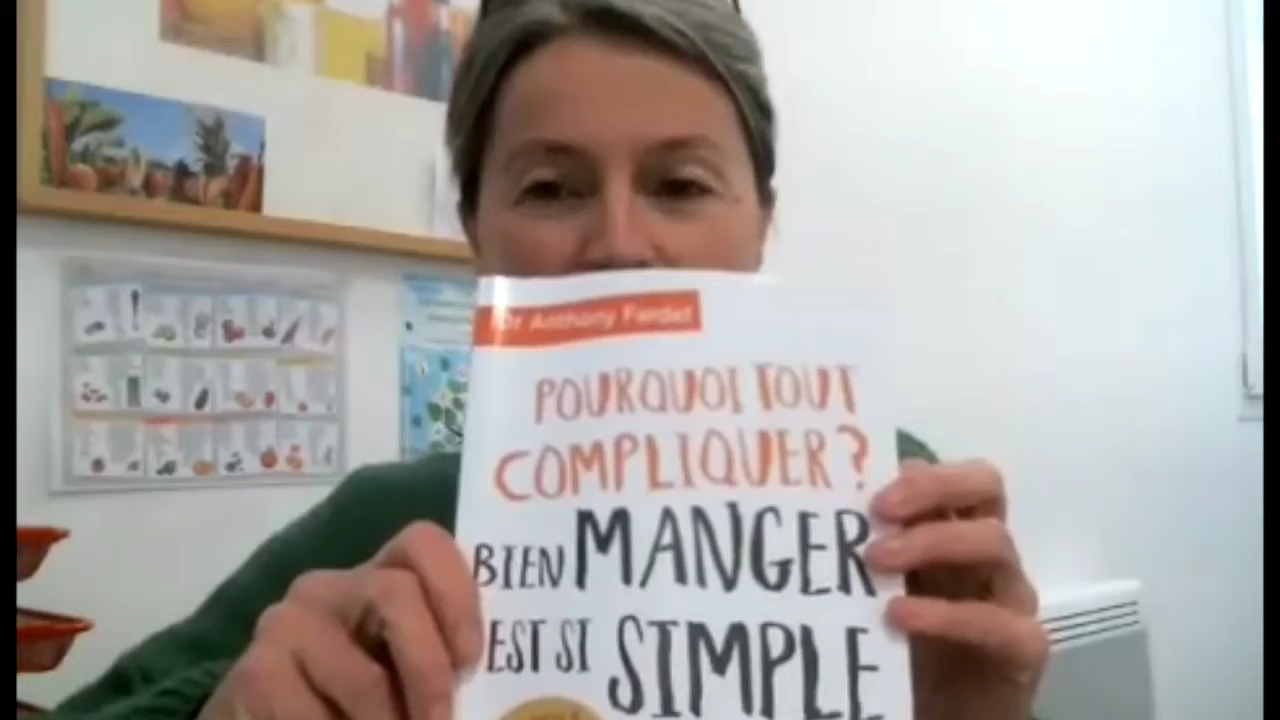 Dr Anthony Fardet
POURQUOI TOUT
COMPLIQUER?
BIEN MANGER
EST SI SIMPLE